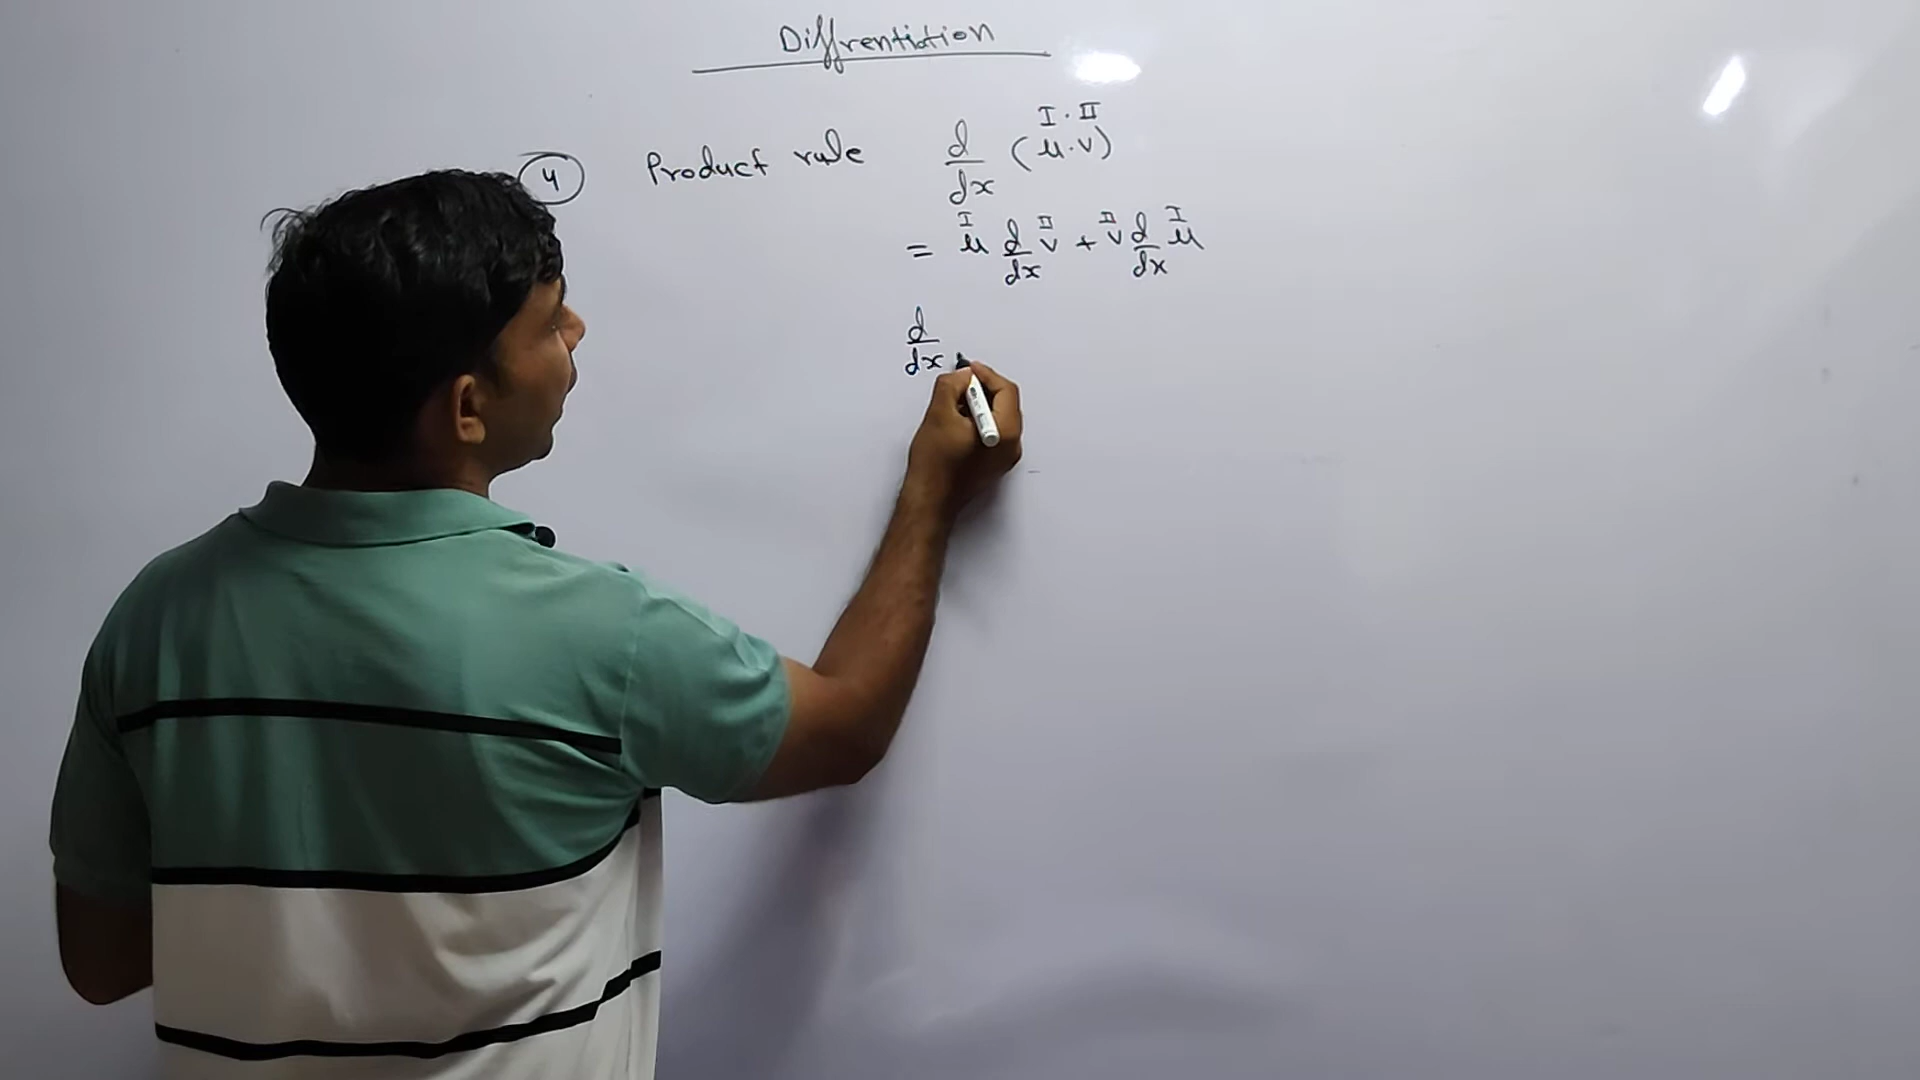 Diffrentiation
I · II
4 Product rule d/dx (u·v)
I II II I
= u d/dx v + v d/dx u
d/dx